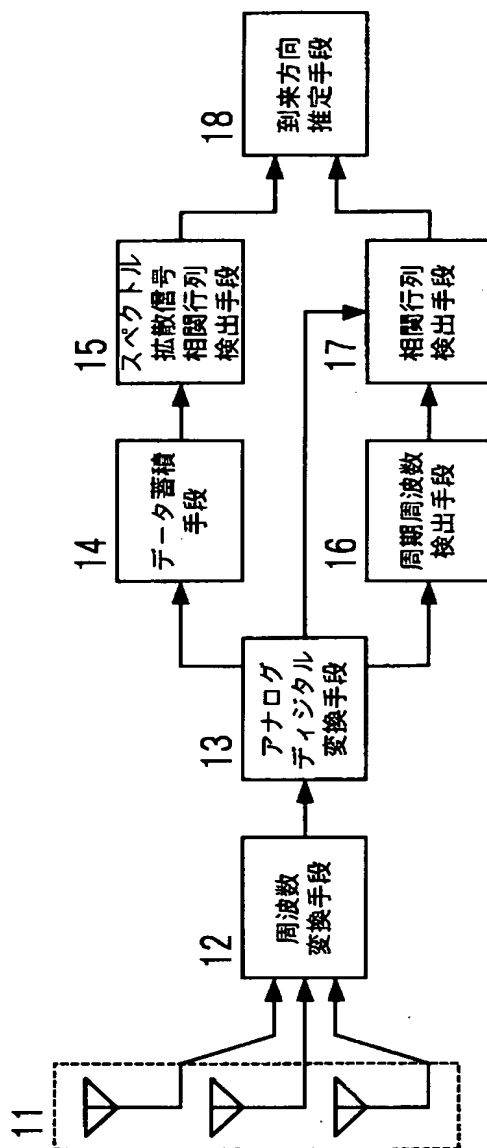 11
12
周波数
変換手段
13
アナログ
ディジタル
変換手段
14
データ蓄積
手段
15
スペクトル
拡散信号
相関行列
検出手段
16
周期周波数
検出手段
17
相関行列
検出手段
18
到来方向
推定手段